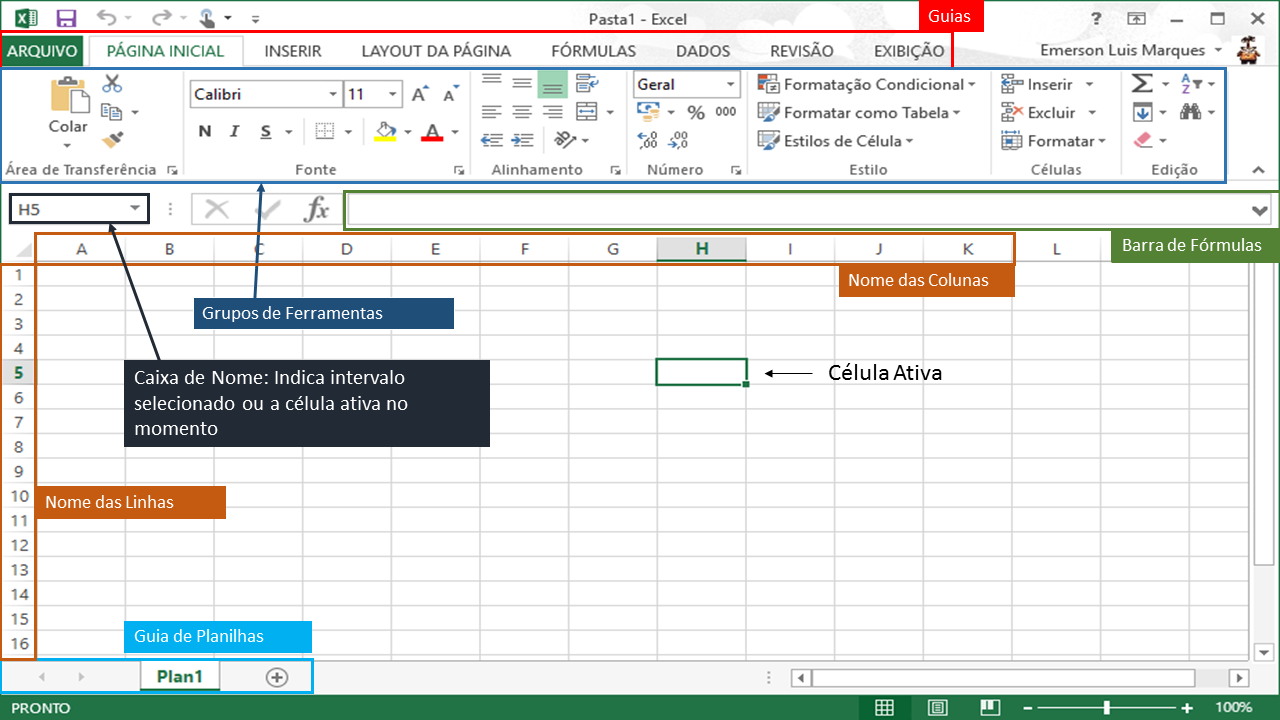 Pasta1 - Excel
?
Guias
ARQUIVO PÁGINA INICIAL INSERIR LAYOUT DA PÁGINA FÓRMULAS DADOS REVISÃO EXIBIÇÃO Emerson Luis Marques
Colar
Calibri 11
N I S A
Geral
% 000
Formatação Condicional
Formatar como Tabela
Estilos de Célula
Inserir
Excluir
Formatar
Área de Transferência Fonte Alinhamento Número Estilo Células Edição
H5 fx
Barra de Fórmulas
A B C D E F G H I J K L
Nome das Colunas
Grupos de Ferramentas
Caixa de Nome: Indica intervalo
selecionado ou a célula ativa no
momento
Célula Ativa
1
2
3
4
5
6
7
8
9
10
11
12
13
14
15
16
Nome das Linhas
Guia de Planilhas
Plan1
PRONTO 100%